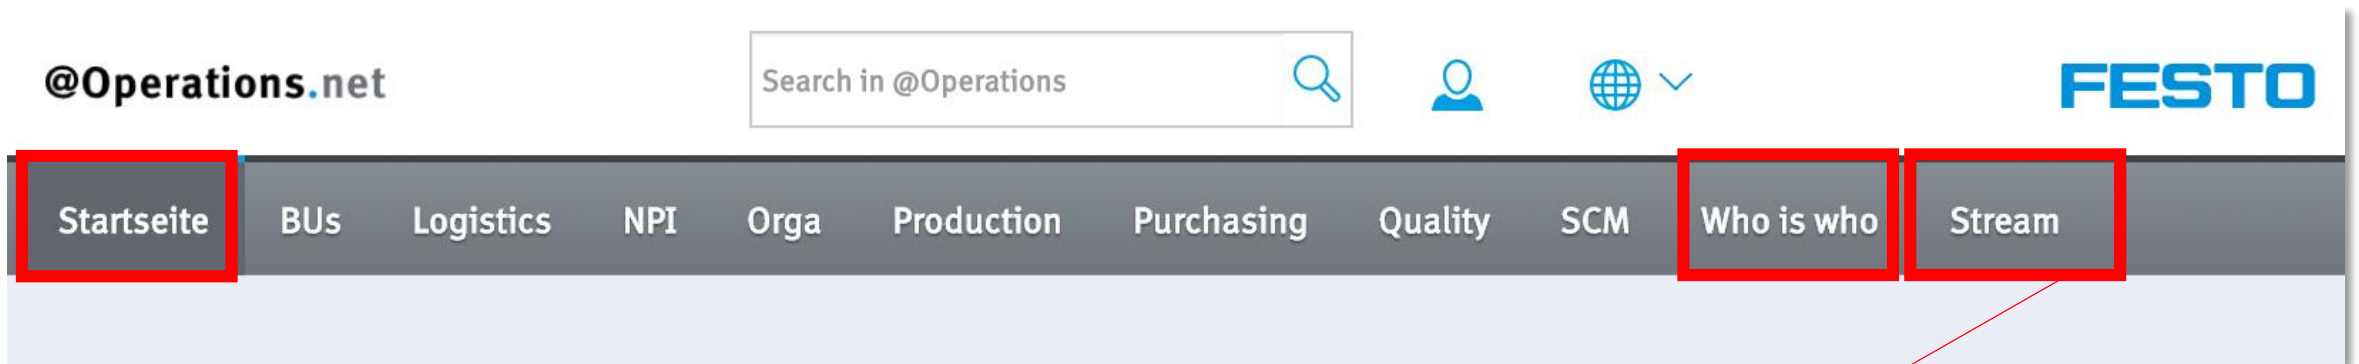 @Operations.net
Search in @Operations
FESTO
Startseite BUs Logistics NPI Orga Production Purchasing Quality SCM Who is who Stream